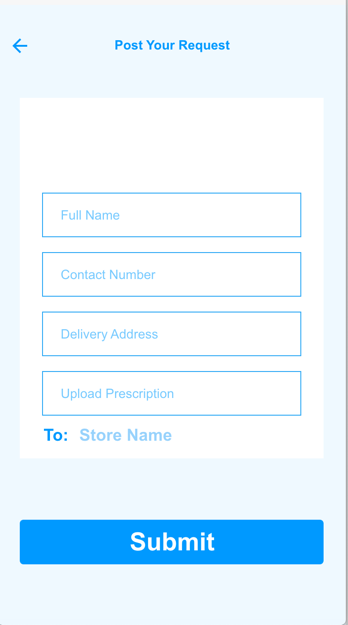 Post Your Request
Full Name
Contact Number
Delivery Address
Upload Prescription
To: Store Name
Submit